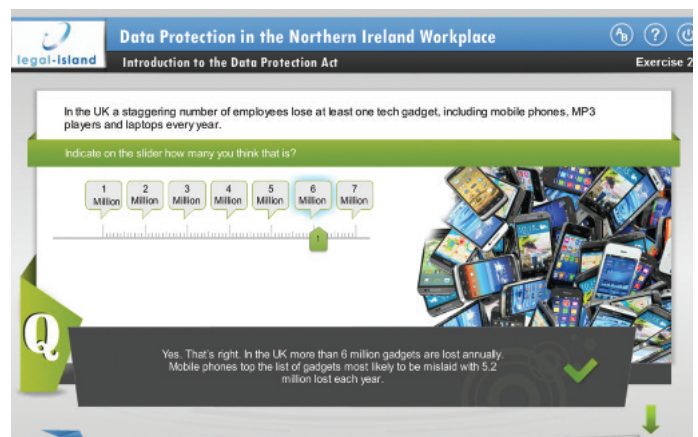 Data Protection in the Northern Ireland Workplace
A B ?
legal-island
Introduction to the Data Protection Act
Exercise 2
In the UK a staggering number of employees lose at least one tech gadget, including mobile phones, MP3
players and laptops every year.
Indicate on the slider how many you think that is?
1 2 3 4 5 6 7
Million Million Million Million Million Million Million
Q
Yes. That's right. In the UK more than 6 million gadgets are lost annually.
Mobile phones top the list of gadgets most likely to be mislaid with 5.2
million lost each year.